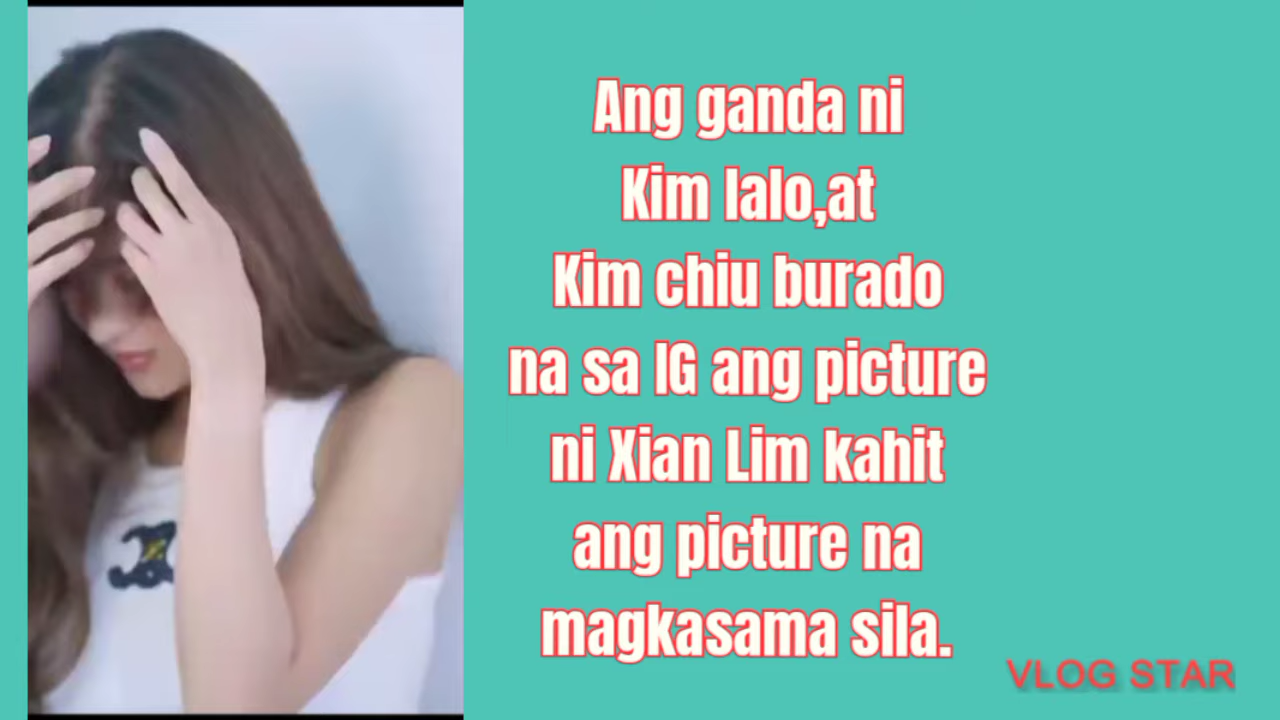 Ang ganda ni
Kim lalo,at
Kim chiu burado
na sa IG ang picture
ni Xian Lim kahit
ang picture na
magkasama sila.
VLOG STAR